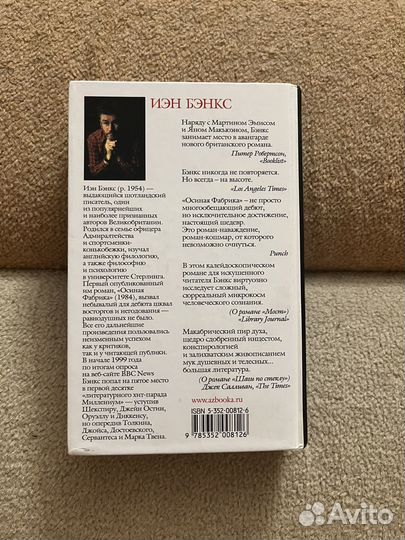 ИЭН БЭНКС
Наряду с Мартином Эмисом
и Яном Макьюэном, Бэнкс
занимает место в авангарде
нового британского романа.
Питер Робертсон,
«Booklist»
Бэнкс никогда не повторяется.
Но всегда – на высоте.
«Los Angeles Times»
«Осиная Фабрика» – не просто
многообещающий дебют,
но исключительное достижение,
настоящий шедевр.
Это роман-наваждение,
роман-кошмар, от которого
невозможно очнуться.
Punch
В этом калейдоскопическом
романе для искушенного
читателя Бэнкс виртуозно
исследует сложный,
сюрреальный микрокосм
человеческого сознания.
(О романе «Мост»)
«Library Journal»
Макабрический пир духа,
щедро сдобренный инцестом,
конспирологией
и залихватским живописанием
мук душевных и телесных...
большая литература.
(О романе «Шаги по стеклу»)
Джек Салливан, «The Times»
www.azbooka.ru
ISBN 5-352-00812-6
9 785352 008126
Иэн Бэнкс (р. 1954) —
выдающийся шотландский
писатель, один
из популярнейших
и наиболее признанных
авторов Великобритании.
Родился в семье офицера
Адмиралтейства
и спортсменки-
конькобежки, изучал
английскую филологию,
а также философию
и психологию
в университете Стерлинга.
Первый опубликованный
им роман, «Осиная
Фабрика» (1984), вызвал
небывалый для дебюта шквал
восторгов и негодования —
равнодушных не было.
Все его дальнейшие
произведения пользовались
неизменным успехом
как у критиков,
так и у читающей публики.
В начале 1999 года
по итогам опроса
на веб-сайте BBC News
Бэнкс попал на пятое место
в первой десятке
«литературного хит-парада
Миллениум» — уступив
Шекспиру, Джейн Остин,
Оруэллу и Диккенсу,
но опередив Толкина,
Джойса, Достоевского,
Сервантеса и Марка Твена.
Avito